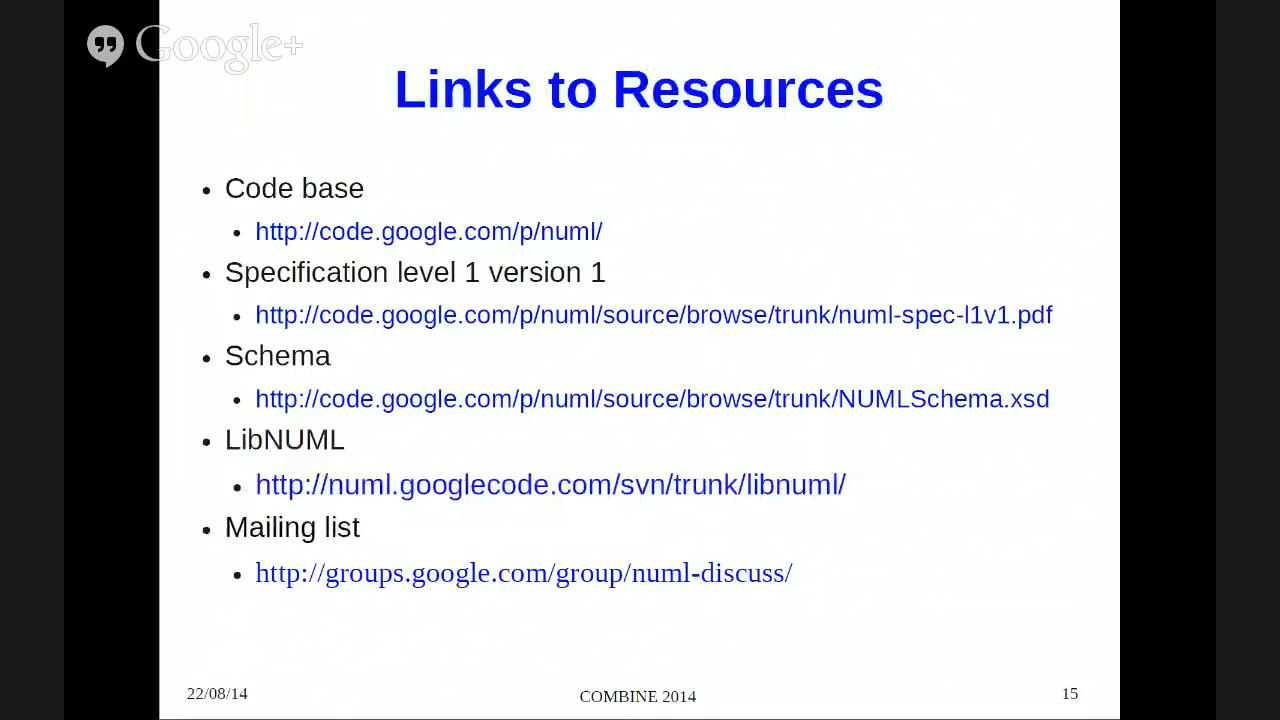 Google+
Links to Resources
• Code base
• http://code.google.com/p/numl/
• Specification level 1 version 1
• http://code.google.com/p/numl/source/browse/trunk/numl-spec-l1v1.pdf
• Schema
• http://code.google.com/p/numl/source/browse/trunk/NUMLSchema.xsd
• LibNUML
• http://numl.googlecode.com/svn/trunk/libnuml/
• Mailing list
• http://groups.google.com/group/numl-discuss/
22/08/14
COMBINE 2014
15